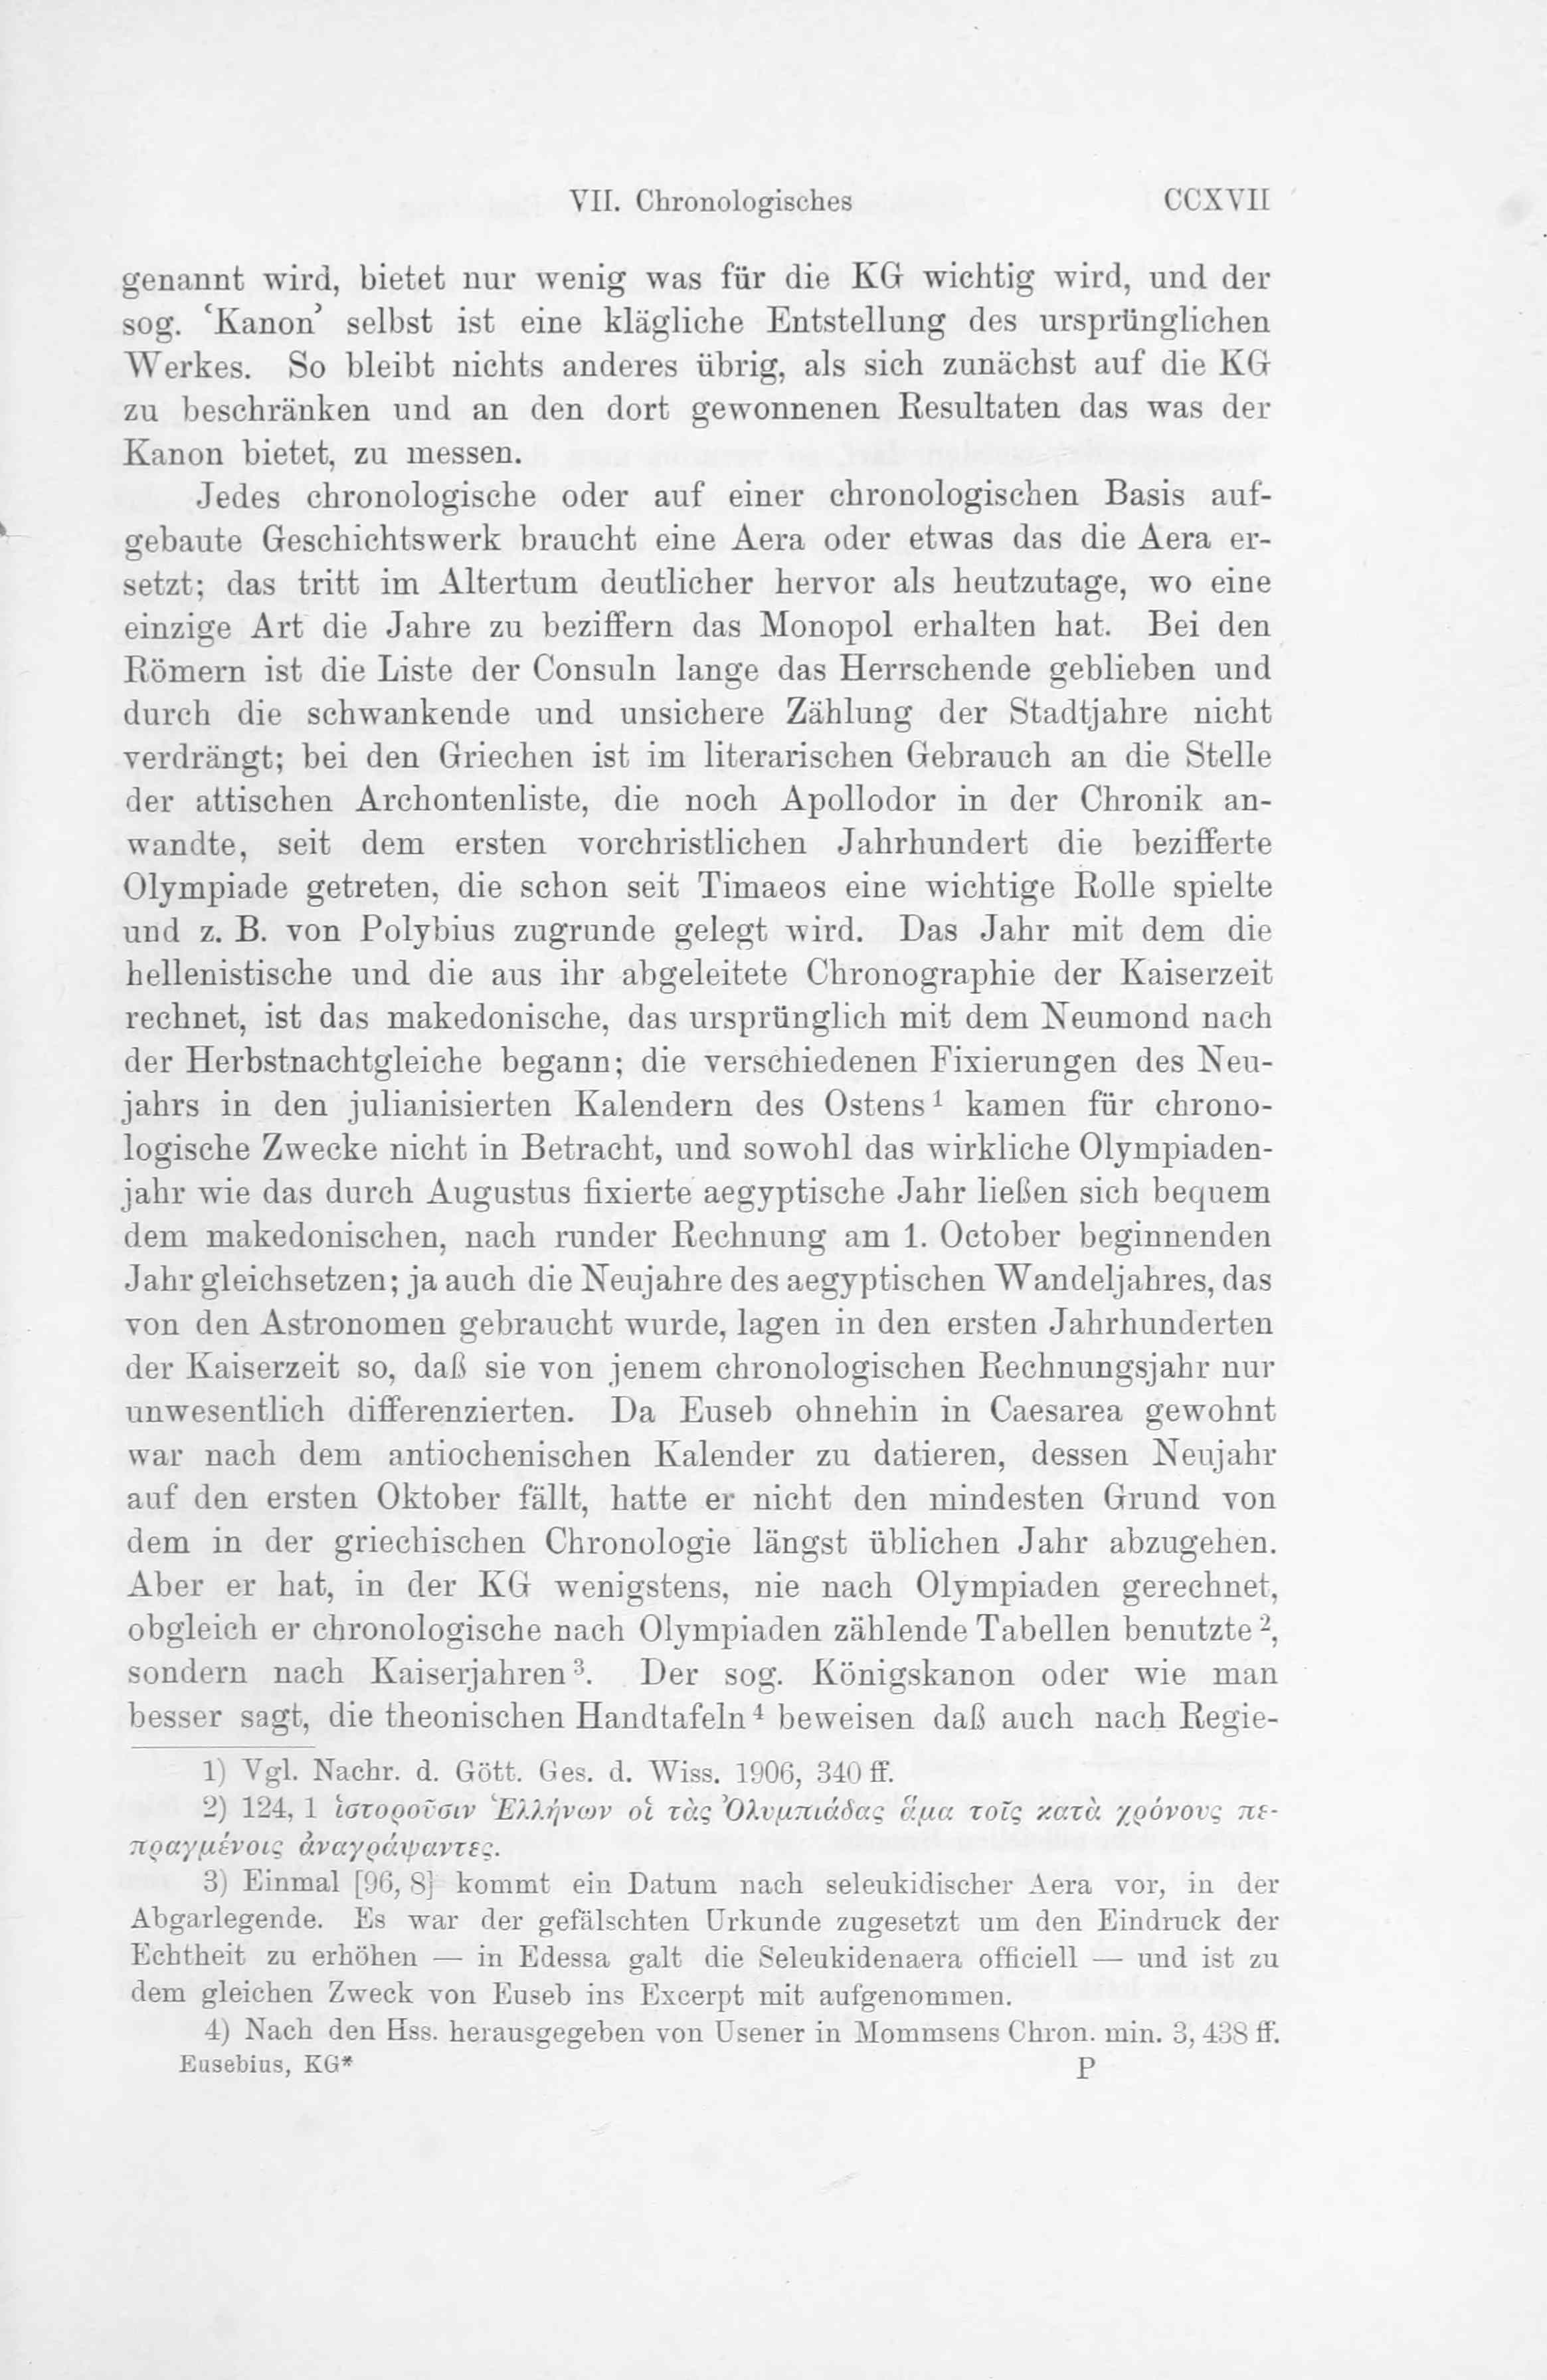 VII. Chronologisches CCXVII
genannt wird, bietet nur wenig was für die KG wichtig wird, und der
sog. ‘Kanon’ selbst ist eine klägliche Entstellung des ursprünglichen
Werkes. So bleibt nichts anderes übrig, als sich zunächst auf die KG
zu beschränken und an den dort gewonnenen Resultaten das was der
Kanon bietet, zu messen.
Jedes chronologische oder auf einer chronologischen Basis auf-
gebaute Geschichtswerk braucht eine Aera oder etwas das die Aera er-
setzt; das tritt im Altertum deutlicher hervor als heutzutage, wo eine
einzige Art die Jahre zu beziffern das Monopol erhalten hat. Bei den
Römern ist die Liste der Consuln lange das Herrschende geblieben und
durch die schwankende und unsichere Zählung der Stadtjahre nicht
verdrängt; bei den Griechen ist im literarischen Gebrauch an die Stelle
der attischen Archontenliste, die noch Apollodor in der Chronik an-
wandte, seit dem ersten vorchristlichen Jahrhundert die bezifferte
Olympiade getreten, die schon seit Timaeos eine wichtige Rolle spielte
und z. B. von Polybius zugrunde gelegt wird. Das Jahr mit dem die
hellenistische und die aus ihr abgeleitete Chronographie der Kaiserzeit
rechnet, ist das makedonische, das ursprünglich mit dem Neumond nach
der Herbstnachtgleiche begann; die verschiedenen Fixierungen des Neu-
jahrs in den julianisierten Kalendern des Ostens¹ kamen für chrono-
logische Zwecke nicht in Betracht, und sowohl das wirkliche Olympiaden-
jahr wie das durch Augustus fixierte aegyptische Jahr ließen sich bequem
dem makedonischen, nach runder Rechnung am 1. October beginnenden
Jahr gleichsetzen; ja auch die Neujahre des aegyptischen Wandeljahres, das
von den Astronomen gebraucht wurde, lagen in den ersten Jahrhunderten
der Kaiserzeit so, daß sie von jenem chronologischen Rechnungsjahr nur
unwesentlich differenzierten. Da Euseb ohnehin in Caesarea gewohnt
war nach dem antiochenischen Kalender zu datieren, dessen Neujahr
auf den ersten Oktober fällt, hatte er nicht den mindesten Grund von
dem in der griechischen Chronologie längst üblichen Jahr abzugehen.
Aber er hat, in der KG wenigstens, nie nach Olympiaden gerechnet,
obgleich er chronologische nach Olympiaden zählende Tabellen benutzte²,
sondern nach Kaiserjahren³. Der sog. Königskanon oder wie man
besser sagt, die theonischen Handtafeln⁴ beweisen daß auch nach Regie-
1) Vgl. Nachr. d. Gött. Ges. d. Wiss. 1906, 340 ff.
2) 124, 1 ἱστοροῦσιν Ἑλλήνων οἱ τὰς Ὀλυμπιάδας ἅμα τοῖς κατὰ χρόνους πε-
πραγμένοις ἀναγράψαντες.
3) Einmal [96, 8] kommt ein Datum nach seleukidischer Aera vor, in der
Abgarlegende. Es war der gefälschten Urkunde zugesetzt um den Eindruck der
Echtheit zu erhöhen — in Edessa galt die Seleukidenaera officiell — und ist zu
dem gleichen Zweck von Euseb ins Excerpt mit aufgenommen.
4) Nach den Hss. herausgegeben von Usener in Mommsens Chron. min. 3, 438 ff.
Eusebius, KG* P